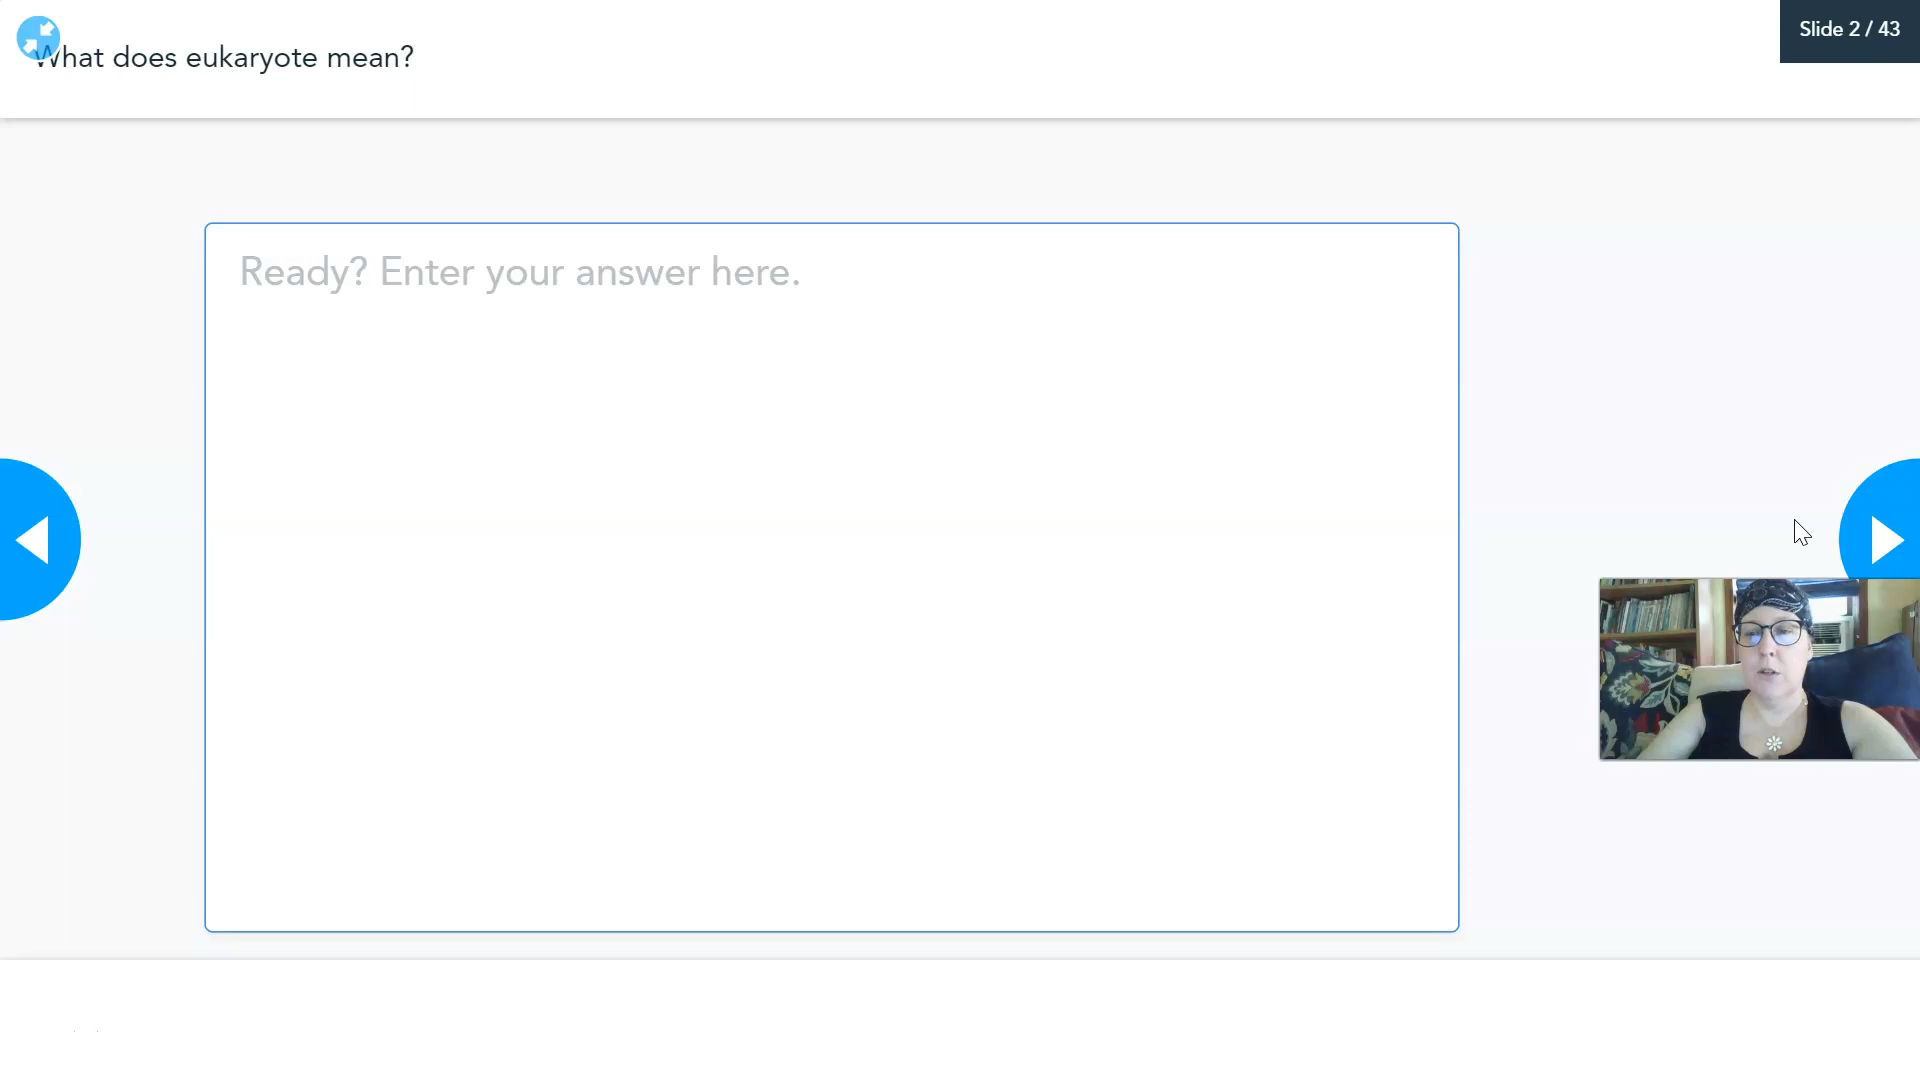 What does eukaryote mean?
Slide 2 / 43
Ready? Enter your answer here.